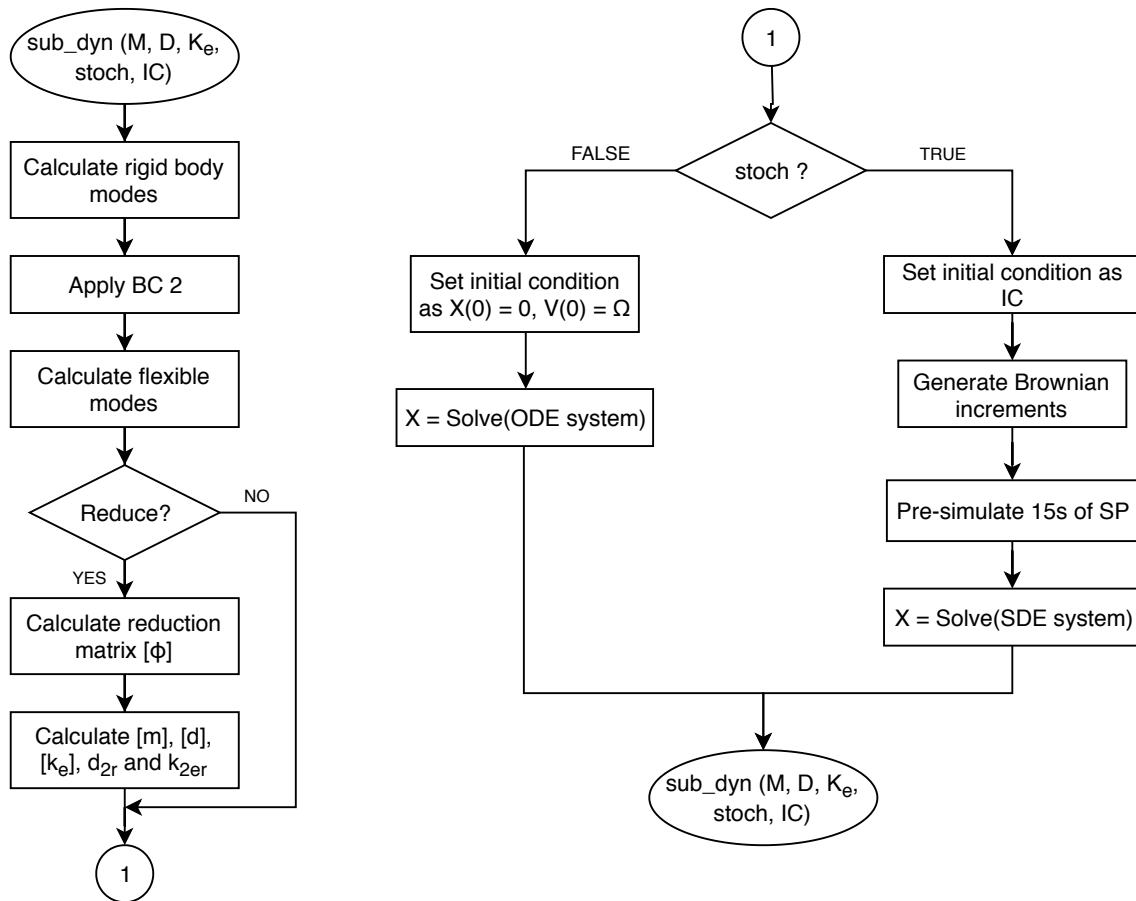 sub_dyn (M, D, Kₑ,
stoch, IC)
Calculate rigid body
modes
Apply BC 2
Calculate flexible
modes
Reduce?
NO
YES
Calculate reduction
matrix [ϕ]
Calculate [m], [d],
[kₑ], d₂ᵣ and k₂ₑᵣ
1
1
stoch ?
FALSE
TRUE
Set initial condition
as X(0) = 0, V(0) = Ω
X = Solve(ODE system)
Set initial condition as
IC
Generate Brownian
increments
Pre-simulate 15s of SP
X = Solve(SDE system)
sub_dyn (M, D, Kₑ,
stoch, IC)